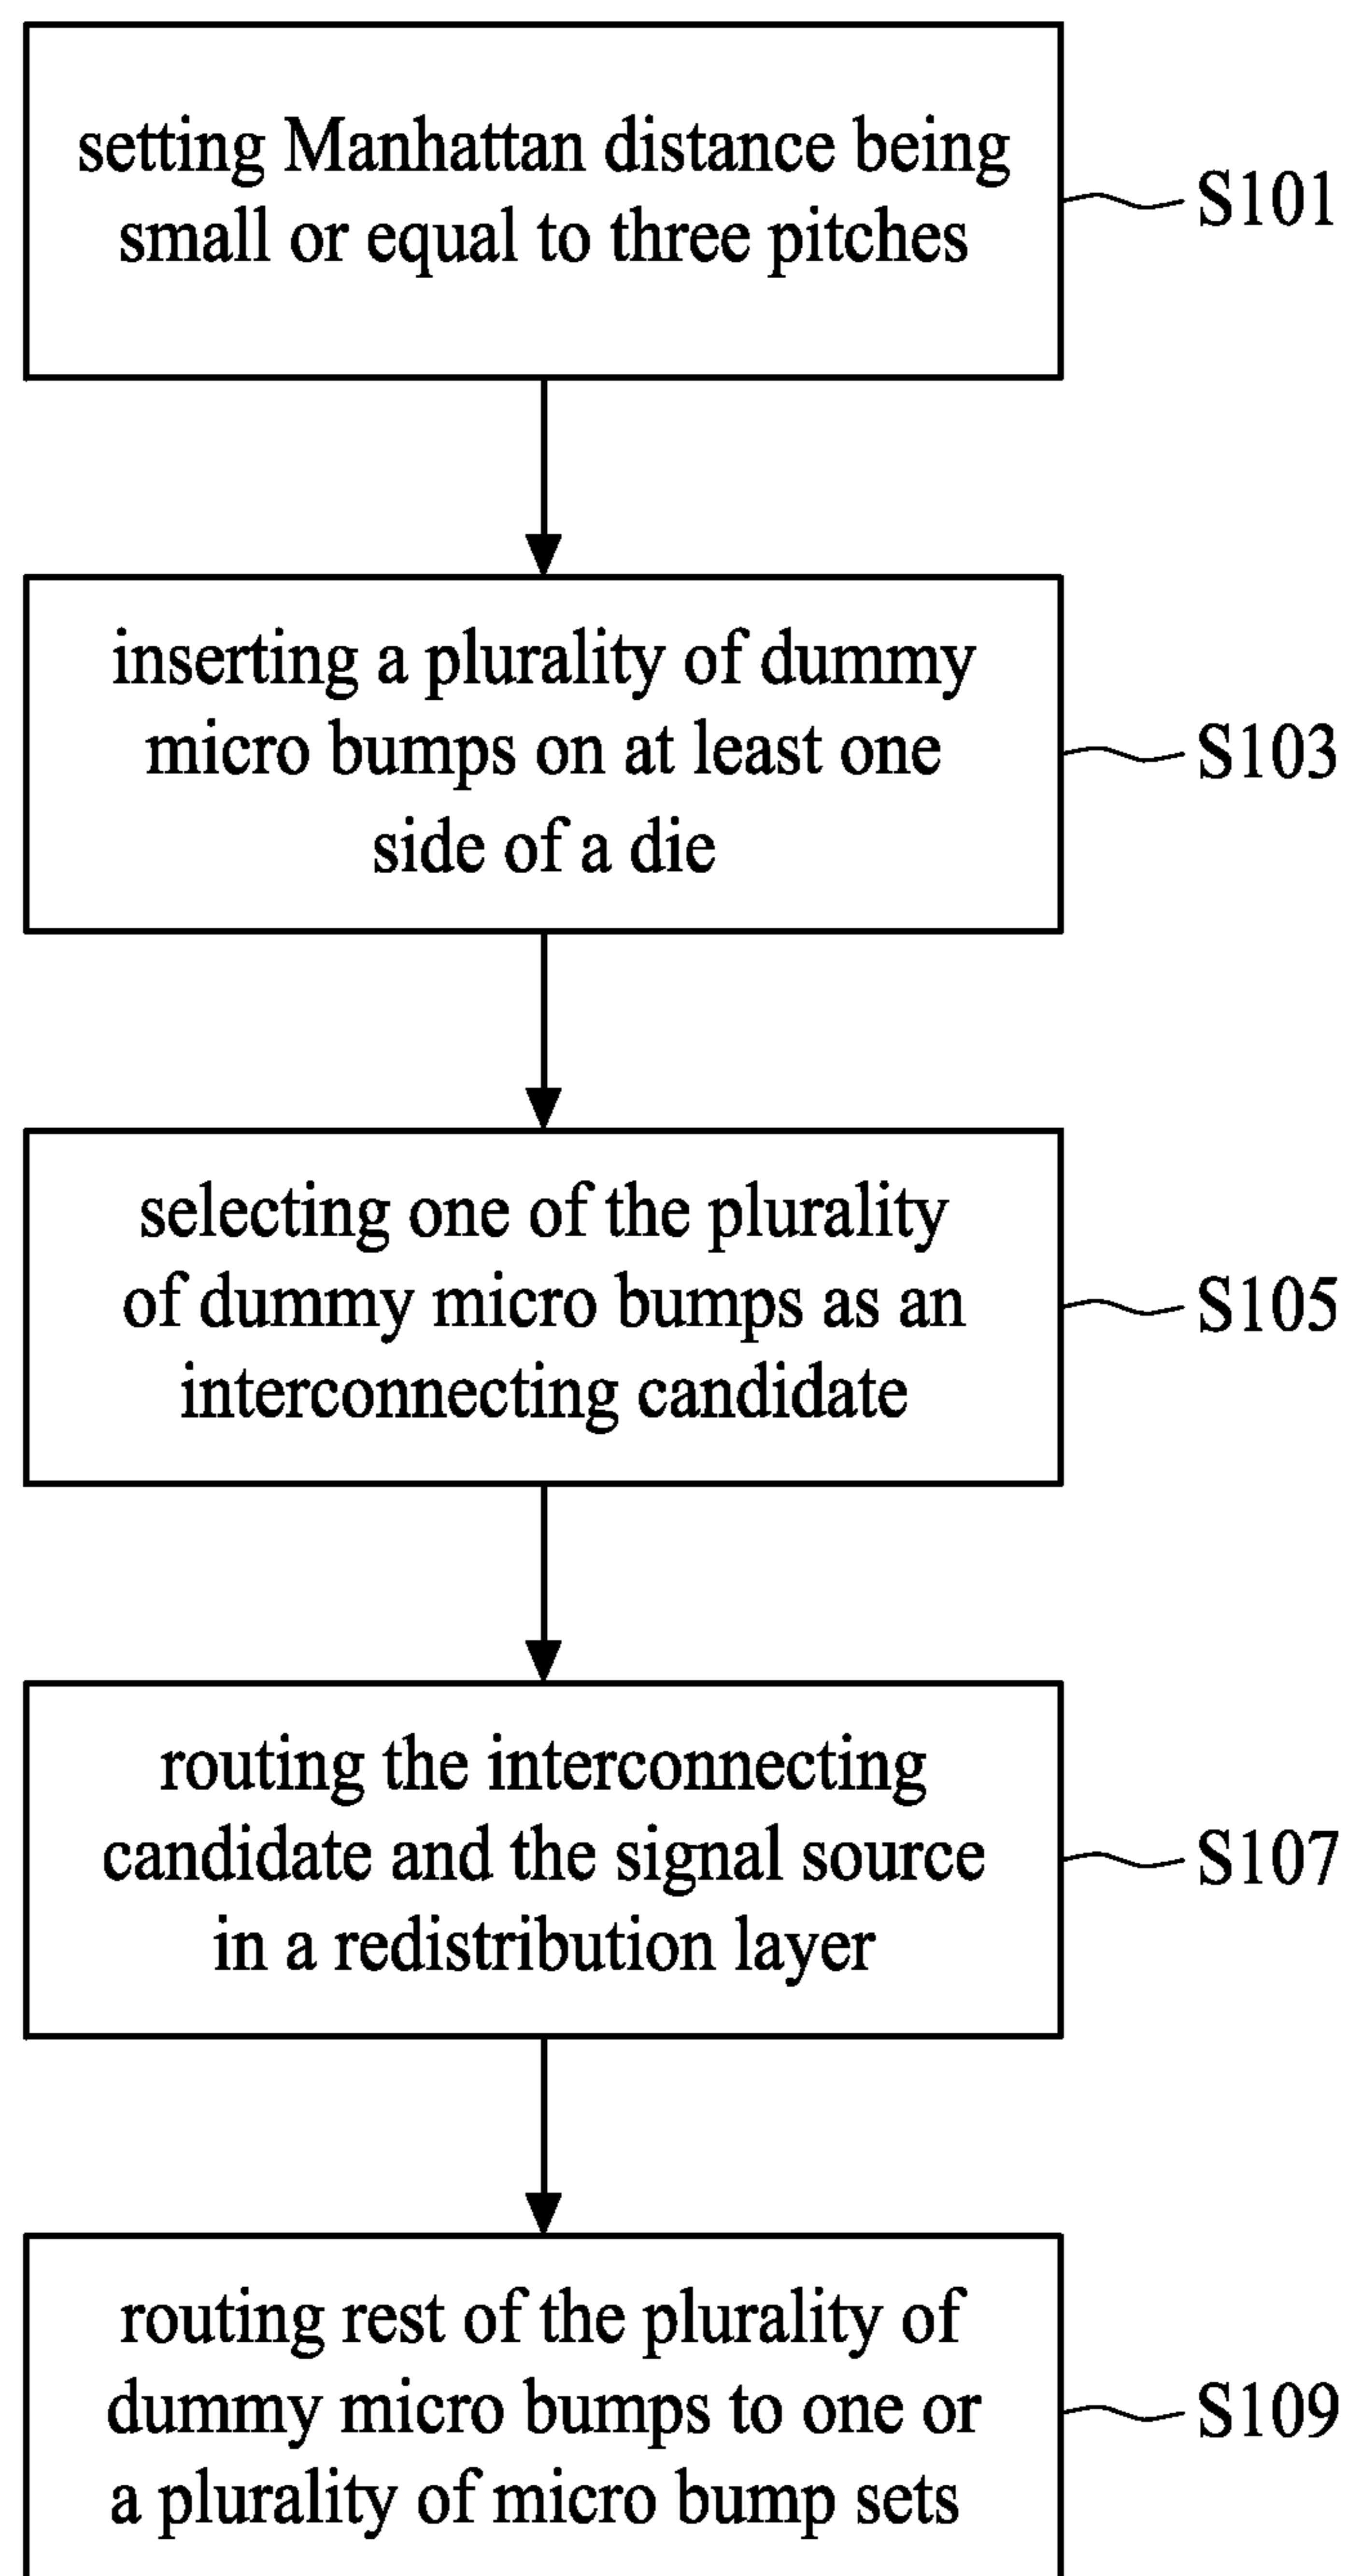 setting Manhattan distance being
small or equal to three pitches
S101
inserting a plurality of dummy
micro bumps on at least one
side of a die
S103
selecting one of the plurality
of dummy micro bumps as an
interconnecting candidate
S105
routing the interconnecting
candidate and the signal source
in a redistribution layer
S107
routing rest of the plurality of
dummy micro bumps to one or
a plurality of micro bump sets
S109